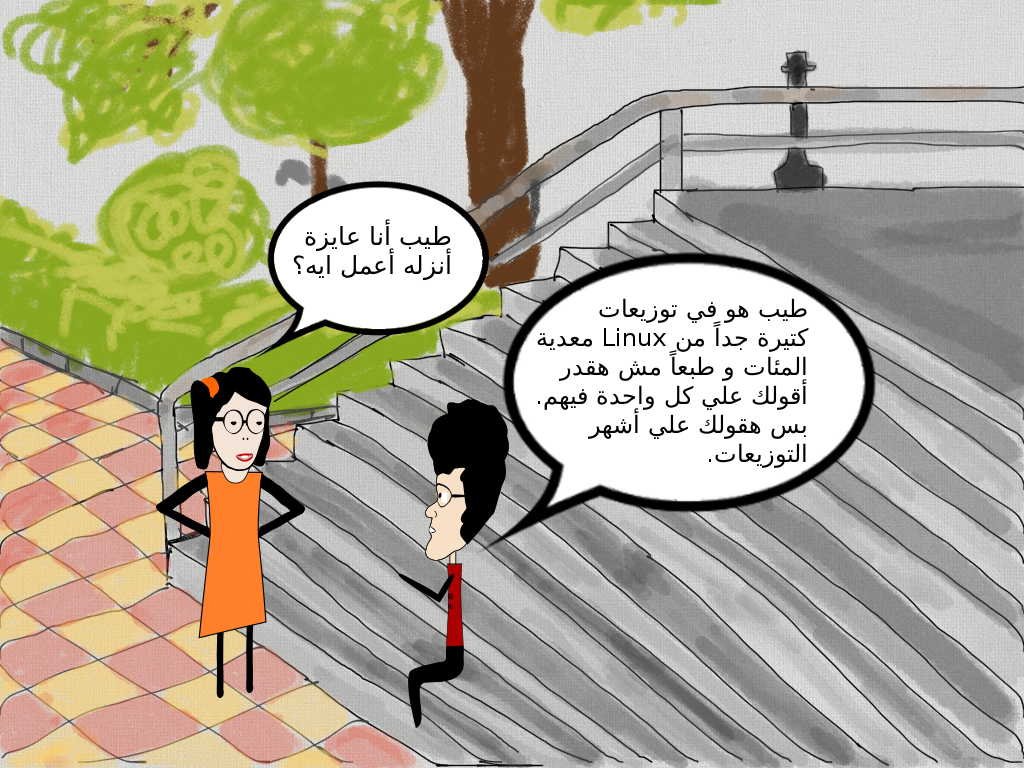 طيب أنا عايزة
أنزله أعمل ايه؟
طيب هو في توزيعات
كتيرة جداً من Linux معدية
المئات و طبعاً مش هقدر
أقولك علي كل واحدة فيهم.
بس هقولك علي أشهر
التوزيعات.